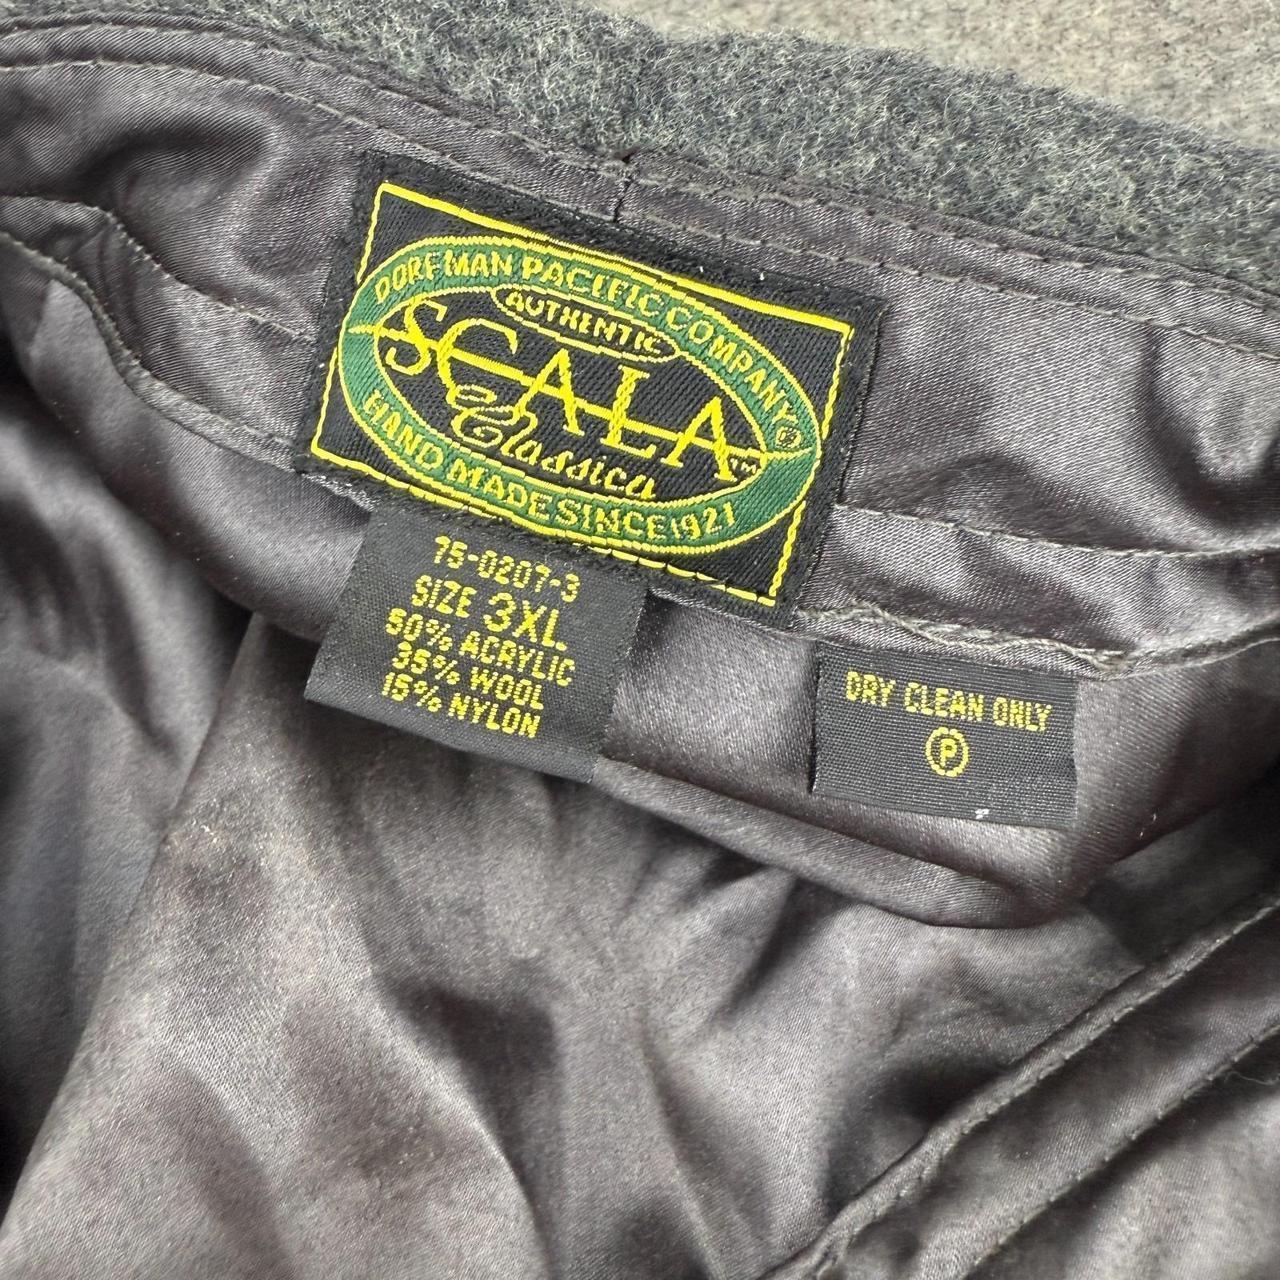 DORFMAN PACIFIC COMPANY®
AUTHENTIC
SCALA™
Classica
HAND MADE SINCE 1921
75-0207-3
SIZE 3XL
50% ACRYLIC
35% WOOL
15% NYLON
DRY CLEAN ONLY
P